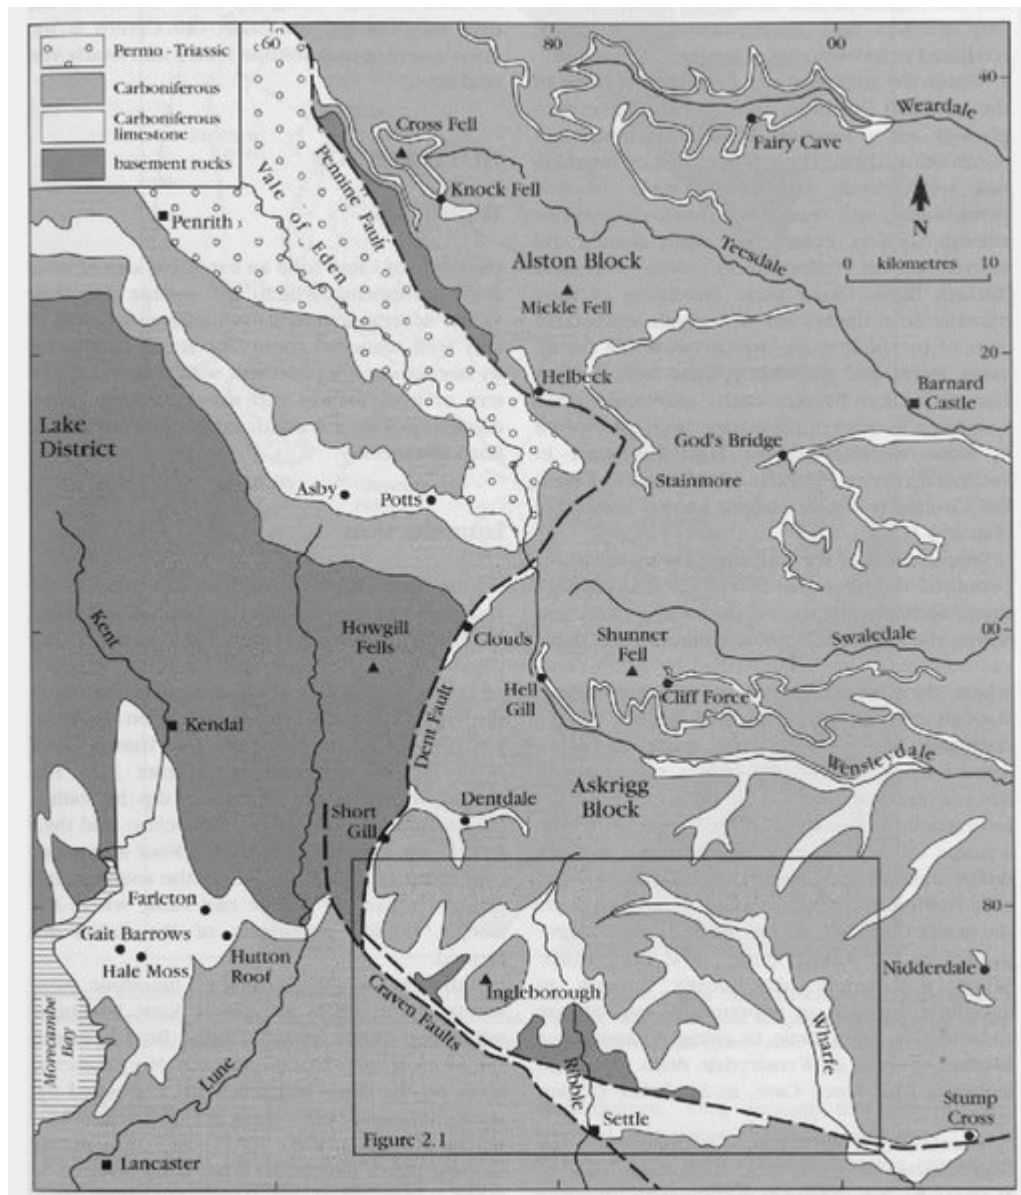 60
80
00
Permo - Triassic
Carboniferous
Carboniferous
limestone
basement rocks
40
Weardale
Cross Fell
Fairy Cave
Pennine Fault
Vale of Eden
Knock Fell
Penrith
N
Teesdale
Alston Block
0 kilometres 10
Mickle Fell
20
Helbeck
Barnard
Castle
Lake
District
God's Bridge
Stainmore
Asby
Potts
Kent
Howgill
Fells
Clouds
Shunner
Fell
Swaledale
00
Hell
Gill
Cliff Force
Dent Fault
Kendal
Wensleydale
Askrigg
Block
Short
Gill
Dentdale
Farleton
80
Gait Barrows
Hale Moss
Hutton
Roof
Nidderdale
Ingleborough
Craven Faults
Morecambe
Bay
Wharfe
Lune
Ribble
Settle
Stump
Cross
Figure 2.1
Lancaster